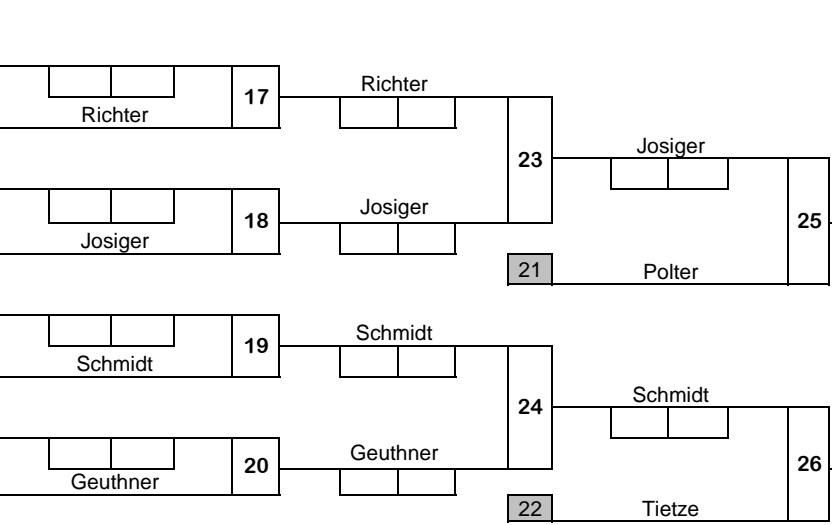 Richter
17
Richter
Josiger
18
Josiger
23
Josiger
21
Polter
25
Schmidt
19
Schmidt
Geuthner
20
Geuthner
24
Schmidt
22
Tietze
26